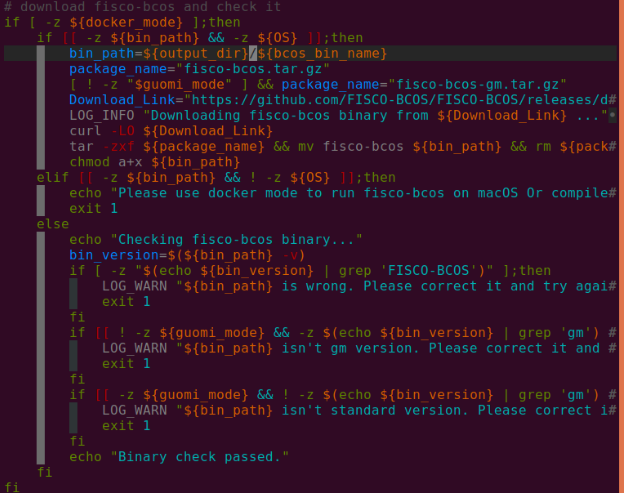 # download fisco-bcos and check it
if [ -z ${docker_mode} ];then
    if [[ -z ${bin_path} && -z ${OS} ]];then
        bin_path=${output_dir}/${bcos_bin_name}
        package_name="fisco-bcos.tar.gz"
        [ ! -z "$guomi_mode" ] && package_name="fisco-bcos-gm.tar.gz"
        Download_Link="https://github.com/FISCO-BCOS/FISCO-BCOS/releases/d#
        LOG_INFO "Downloading fisco-bcos binary from ${Download_Link} ..."
        curl -LO ${Download_Link}
        tar -zxf ${package_name} && mv fisco-bcos ${bin_path} && rm ${pack#
        chmod a+x ${bin_path}
    elif [[ -z ${bin_path} && ! -z ${OS} ]];then
        echo "Please use docker mode to run fisco-bcos on macOS Or compile#
        exit 1
    else
        echo "Checking fisco-bcos binary..."
        bin_version=$(${bin_path} -v)
        if [ -z "$(echo ${bin_version} | grep 'FISCO-BCOS')" ];then
            LOG_WARN "${bin_path} is wrong. Please correct it and try agai#
            exit 1
        fi
        if [[ ! -z ${guomi_mode} && -z $(echo ${bin_version} | grep 'gm') #
            LOG_WARN "${bin_path} isn't gm version. Please correct it and #
            exit 1
        fi
        if [[ -z ${guomi_mode} && ! -z $(echo ${bin_version} | grep 'gm') #
            LOG_WARN "${bin_path} isn't standard version. Please correct i#
            exit 1
        fi
        echo "Binary check passed."
    fi
fi